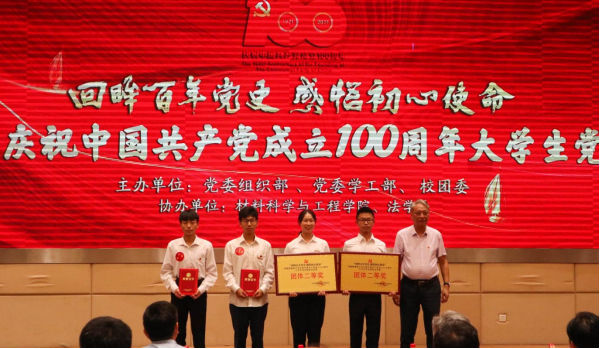 1921 2021
回眸百年党史 感悟初心使命
庆祝中国共产党成立100周年大学生党
主办单位：党委组织部、党委学工部、校团委
协办单位：材料科学与工程学院、法学
团体二等奖
团体二等奖